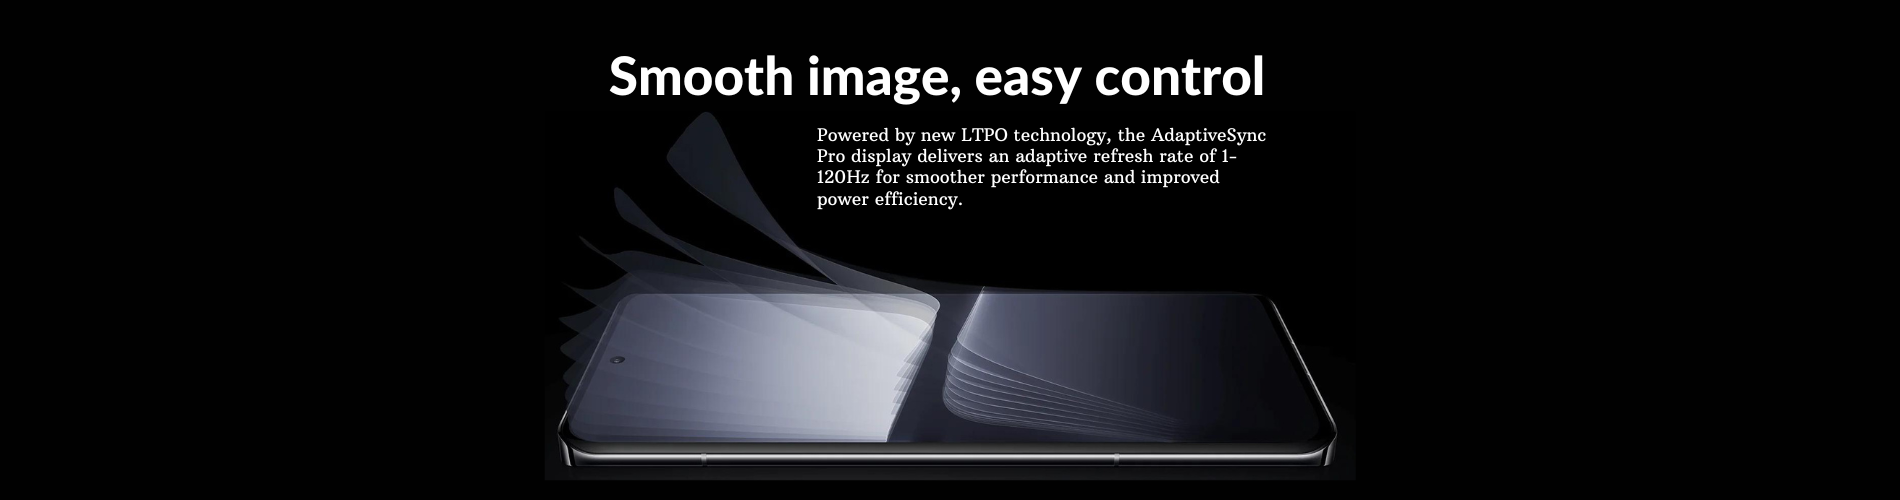 Smooth image, easy control
Powered by new LTPO technology, the AdaptiveSync
Pro display delivers an adaptive refresh rate of 1-
120Hz for smoother performance and improved
power efficiency.